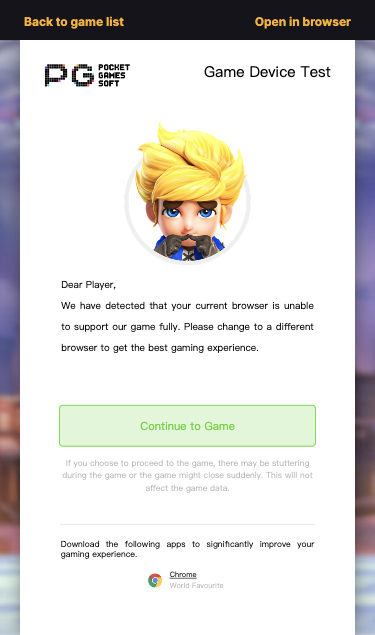 Back to game list
Open in browser
PG POCKET GAMES SOFT
Game Device Test
Dear Player,
We have detected that your current browser is unable
to support our game fully. Please change to a different
browser to get the best gaming experience.
Continue to Game
If you choose to proceed to the game, there may be stuttering
during the game or the game might close suddenly. This will not
affect the game data.
Download the following apps to significantly improve your
gaming experience.
Chrome
World Favourite